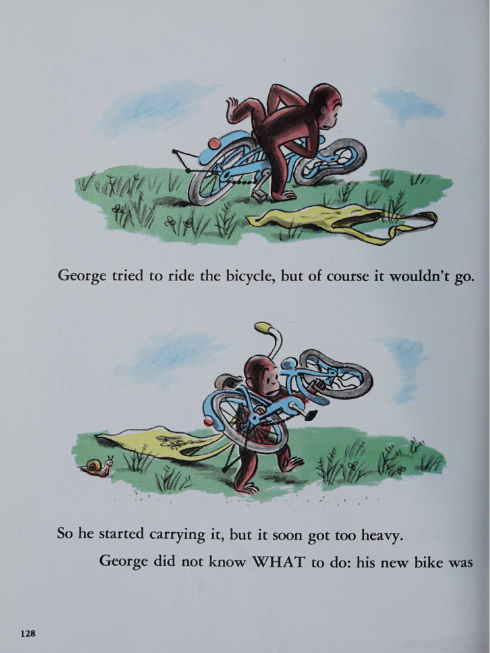 George tried to ride the bicycle, but of course it wouldn't go.
So he started carrying it, but it soon got too heavy.
George did not know WHAT to do: his new bike was
128